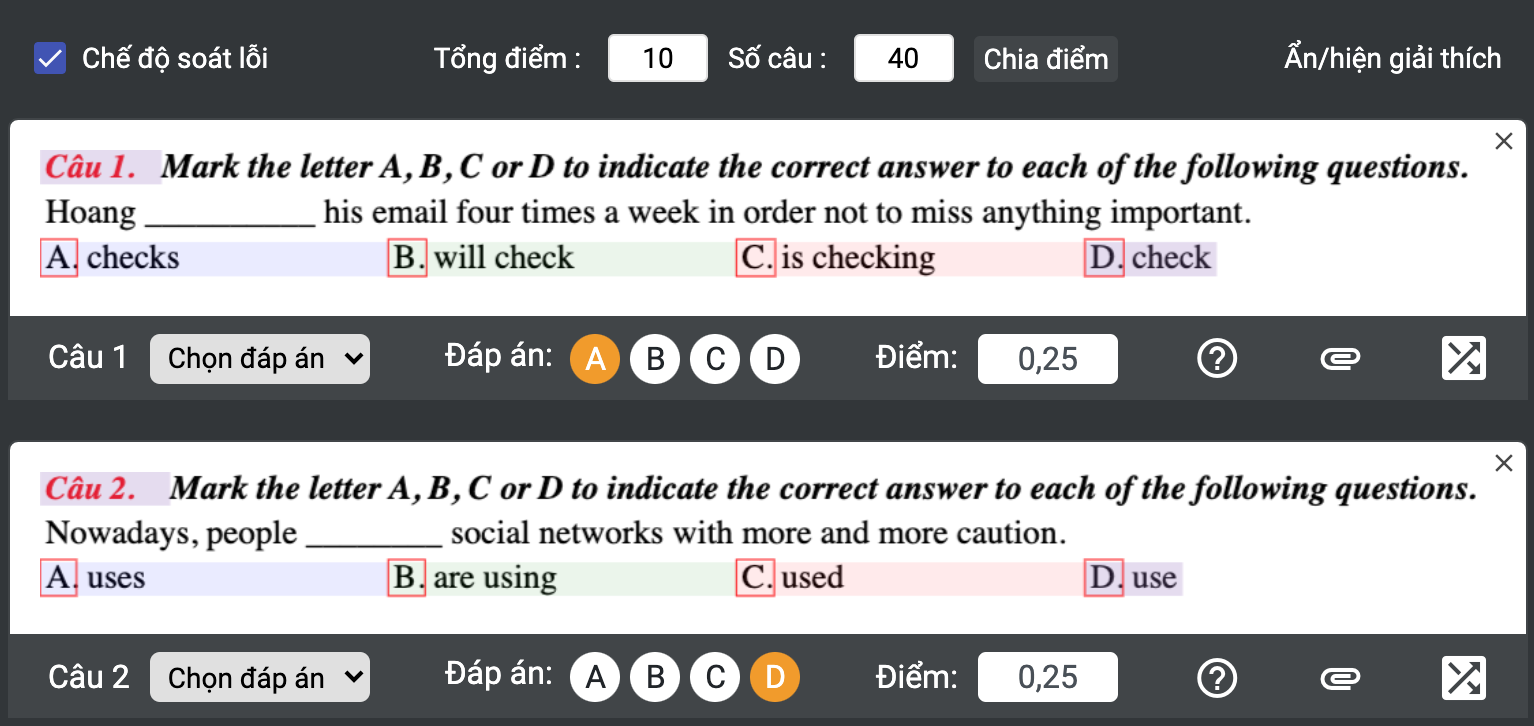 Chế độ soát lỗi Tổng điểm : 10 Số câu : 40 Chia điểm Ẩn/hiện giải thích
Câu 1. Mark the letter A, B, C or D to indicate the correct answer to each of the following questions.
Hoang __________ his email four times a week in order not to miss anything important.
A. checks B. will check C. is checking D. check
Câu 1 Chọn đáp án Đáp án: A B C D Điểm: 0,25
Câu 2. Mark the letter A, B, C or D to indicate the correct answer to each of the following questions.
Nowadays, people ________ social networks with more and more caution.
A. uses B. are using C. used D. use
Câu 2 Chọn đáp án Đáp án: A B C D Điểm: 0,25